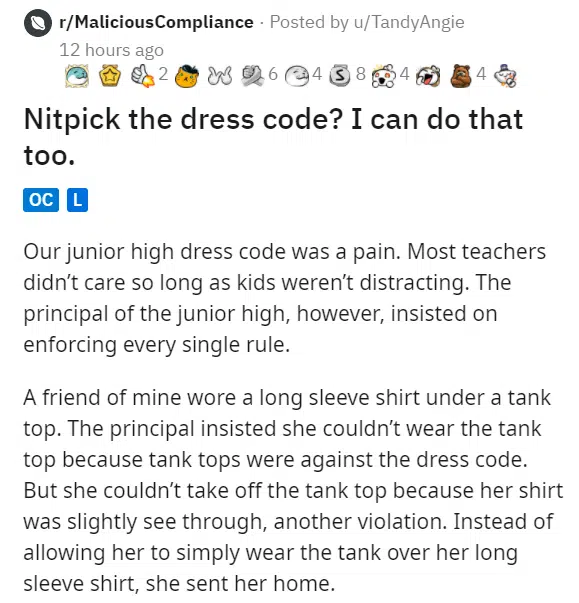 r/MaliciousCompliance · Posted by u/TandyAngie
12 hours ago
2 6 4 S 8 4 4
Nitpick the dress code? I can do that
too.
OC L
Our junior high dress code was a pain. Most teachers
didn’t care so long as kids weren’t distracting. The
principal of the junior high, however, insisted on
enforcing every single rule.
A friend of mine wore a long sleeve shirt under a tank
top. The principal insisted she couldn’t wear the tank
top because tank tops were against the dress code.
But she couldn’t take off the tank top because her shirt
was slightly see through, another violation. Instead of
allowing her to simply wear the tank over her long
sleeve shirt, she sent her home.